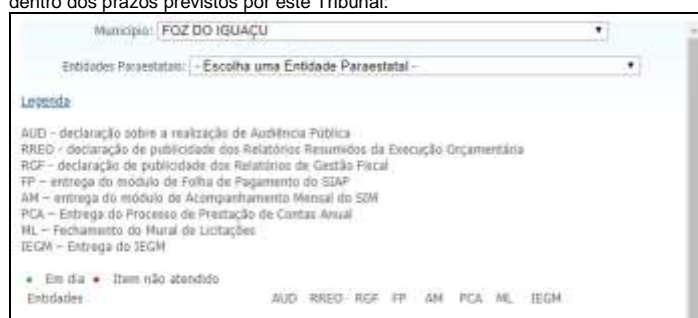 dentro dos prazos previstos por este Tribunal:
Município: FOZ DO IGUAÇU
Entidades Paraestatais: - Escolha uma Entidade Paraestatal -
Legenda
AUD - declaração sobre a realização de Audiência Pública
RREO - declaração de publicidade dos Relatórios Resumidos da Execução Orçamentária
RGF - declaração de publicidade dos Relatórios de Gestão Fiscal
FP - entrega do módulo de Folha de Pagamento do SIAP
AM - entrega do módulo de Acompanhamento Mensal do SIM
PCA - Entrega do Processo de Prestação de Contas Anual
ML - Fechamento do Mural de Licitações
IEGM - Entrega do IEGM
Em dia Item não atendido
Entidades AUD RREO RGF FP AM PCA ML IEGM